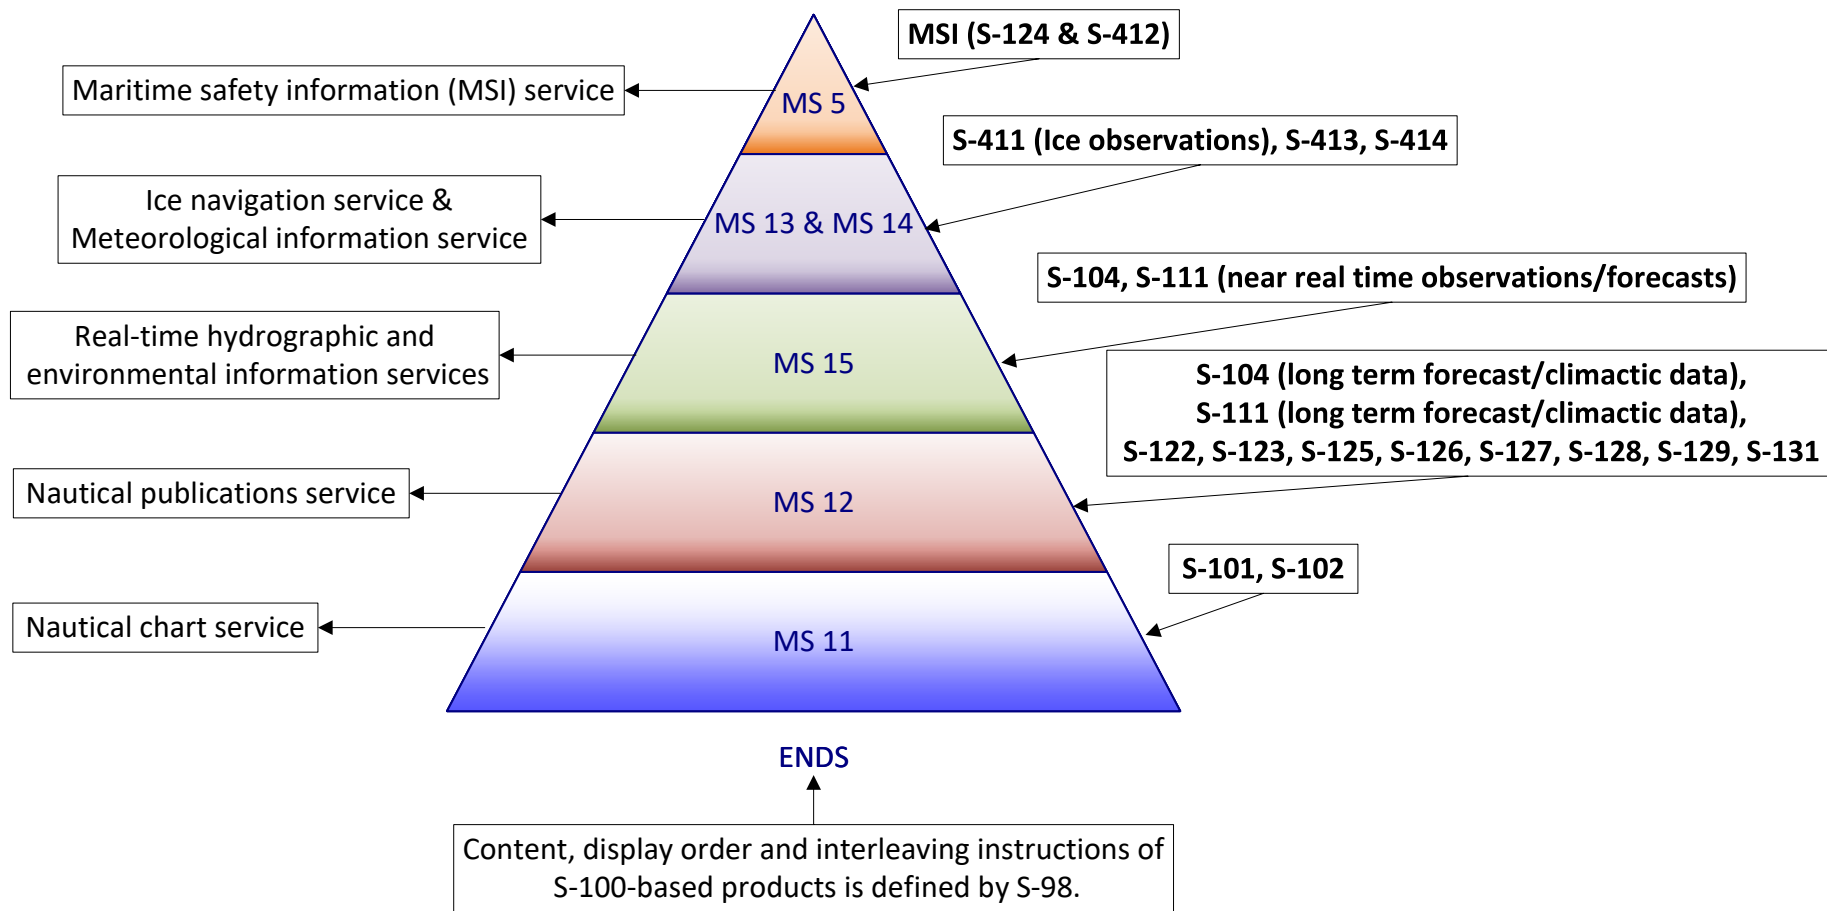 MSI (S-124 & S-412)
Maritime safety information (MSI) service
MS 5
S-411 (Ice observations), S-413, S-414
Ice navigation service &
Meteorological information service
MS 13 & MS 14
S-104, S-111 (near real time observations/forecasts)
Real-time hydrographic and
environmental information services
MS 15
S-104 (long term forecast/climactic data),
S-111 (long term forecast/climactic data),
S-122, S-123, S-125, S-126, S-127, S-128, S-129, S-131
Nautical publications service
MS 12
S-101, S-102
Nautical chart service
MS 11
ENDS
Content, display order and interleaving instructions of
S-100-based products is defined by S-98.